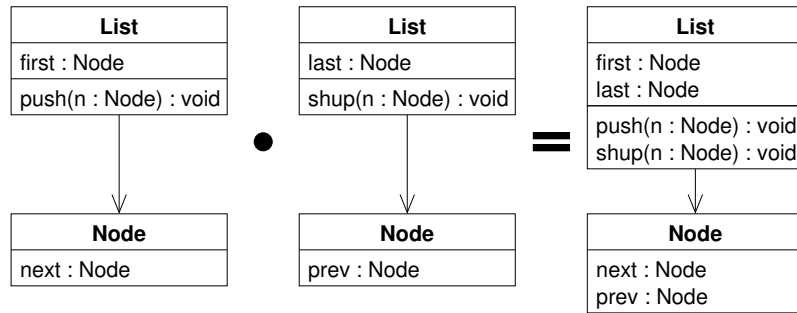 List
first : Node
push(n : Node) : void
Node
next : Node
●
List
last : Node
shup(n : Node) : void
Node
prev : Node
=
List
first : Node
last : Node
push(n : Node) : void
shup(n : Node) : void
Node
next : Node
prev : Node